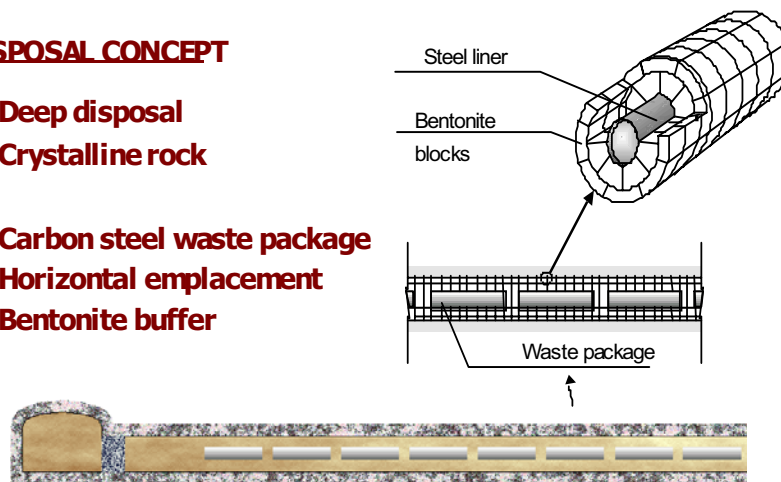 SPOSAL CONCEPT
Deep disposal
Crystalline rock
Carbon steel waste package
Horizontal emplacement
Bentonite buffer
Steel liner
Bentonite
blocks
Waste package